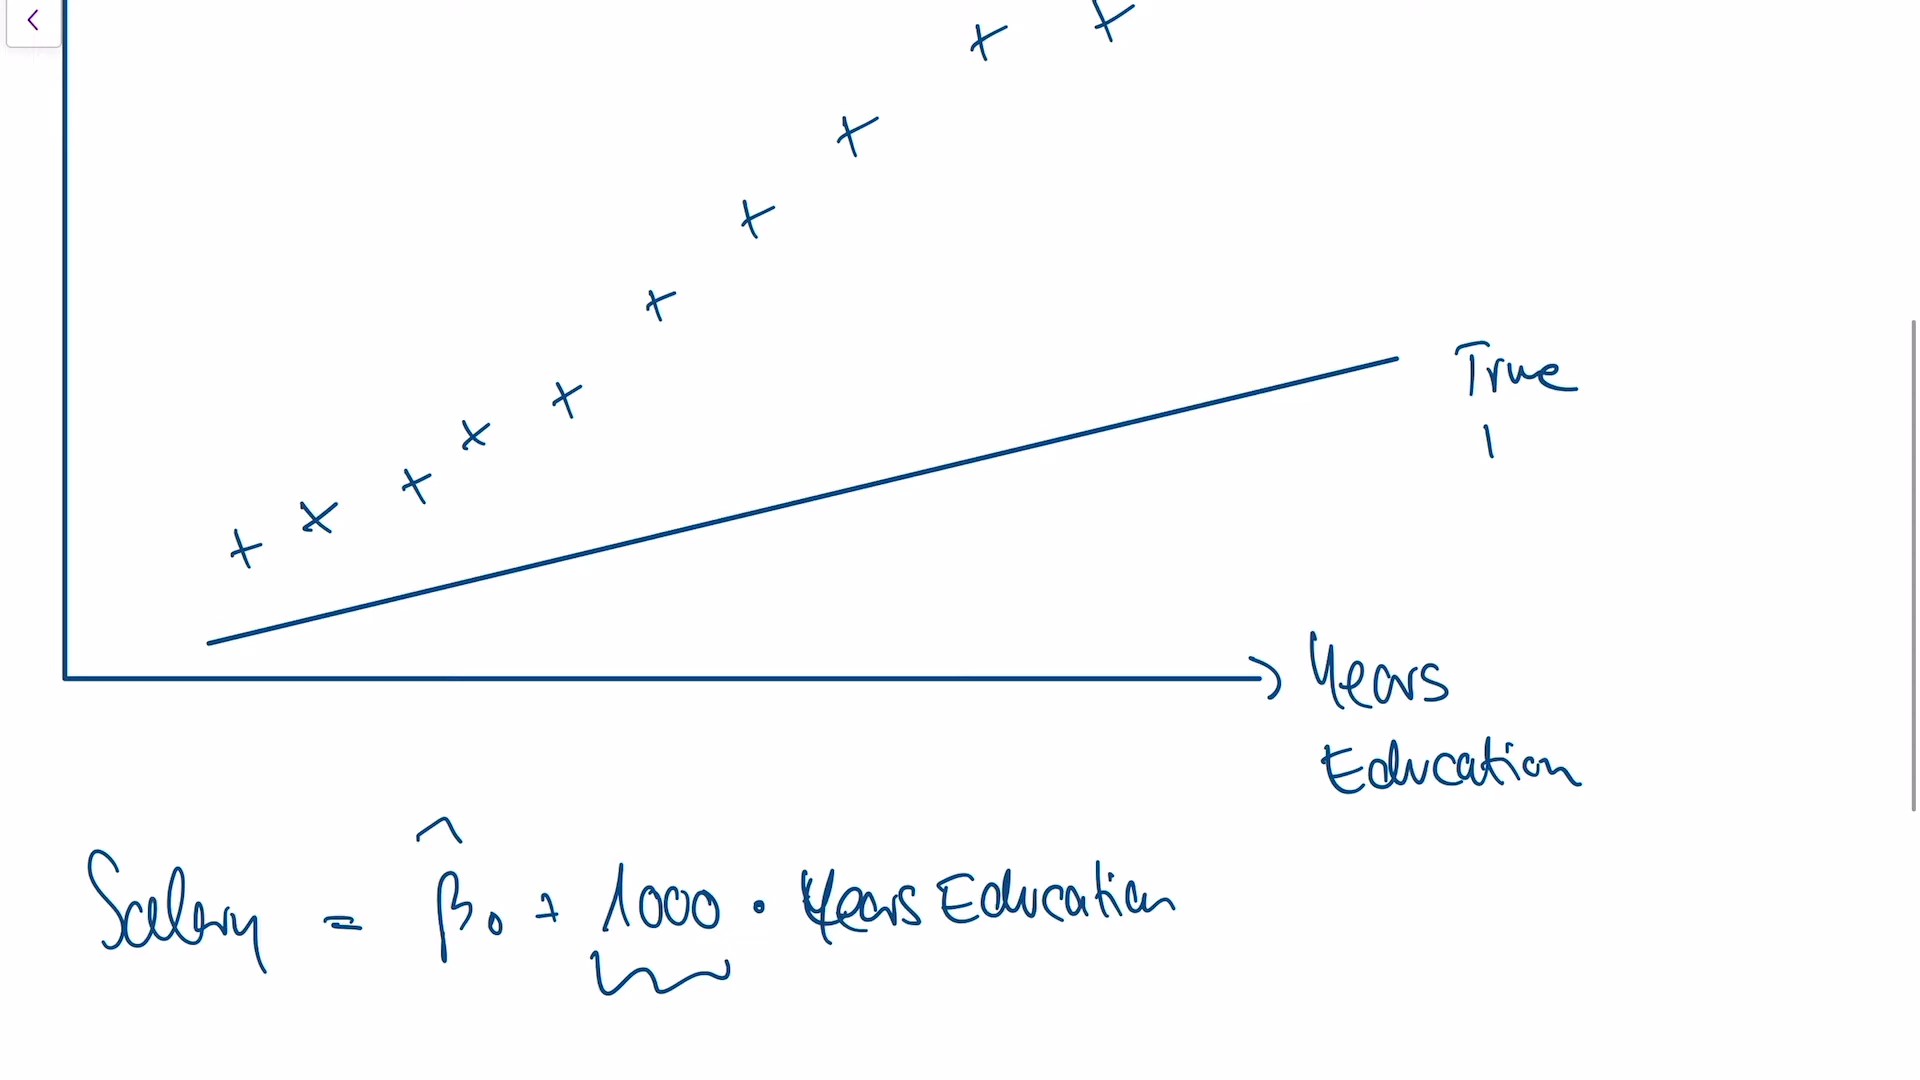 True
Years
Education
Salary = β̂₀ + 1000 · Years Education